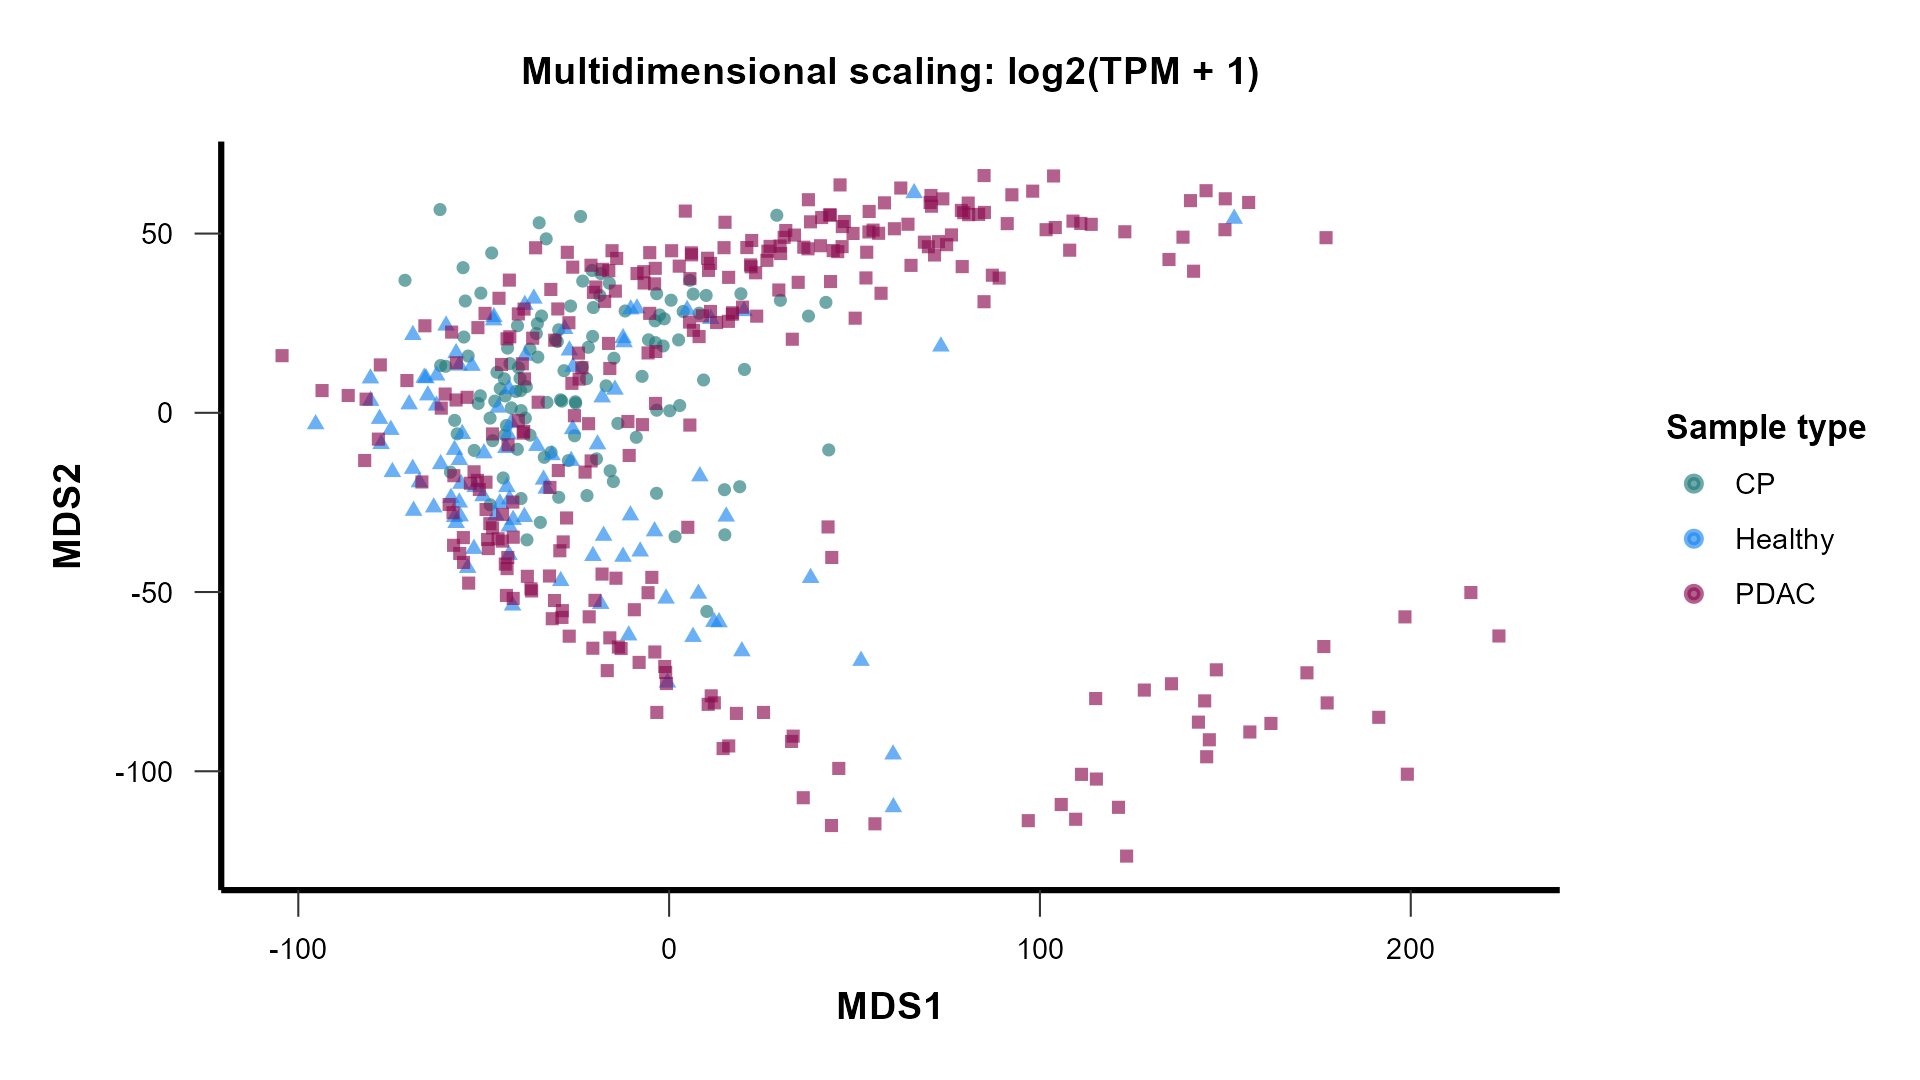 Multidimensional scaling: log2(TPM + 1)
50
0
-50
-100
MDS2
-100 0 100 200
MDS1
Sample type
CP
Healthy
PDAC